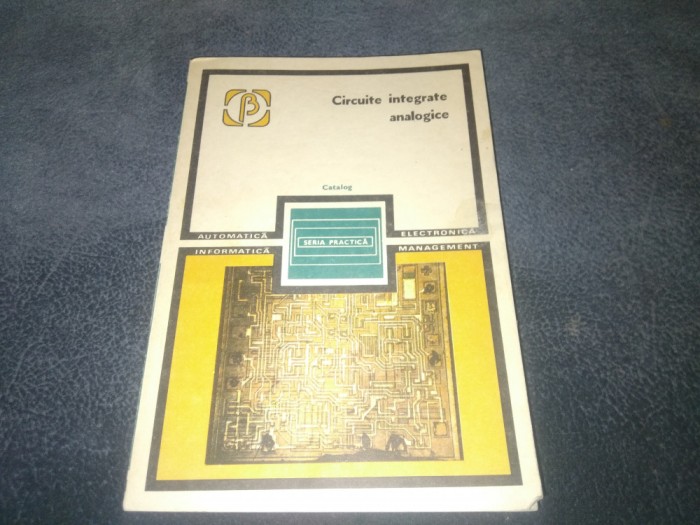 β
Circuite integrate
analogice
Catalog
AUTOMATICĂ
ELECTRONICĂ
SERIA PRACTICĂ
INFORMATICĂ
MANAGEMENT